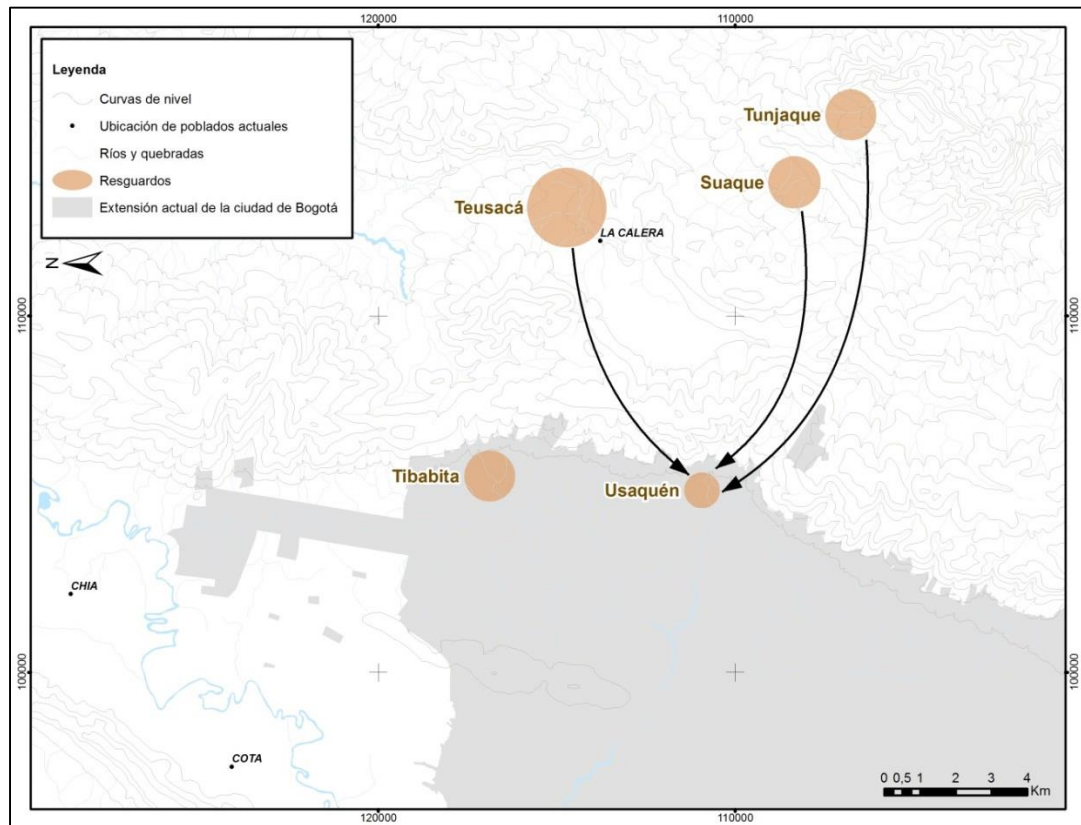 120000
110000
Leyenda
Curvas de nivel
Ubicación de poblados actuales
Ríos y quebradas
Resguardos
Extensión actual de la ciudad de Bogotá
N
Tunjaque
Suaque
Teusacá
LA CALERA
110000
110000
Tibabita
Usaquén
CHIA
100000
100000
COTA
0 0,5 1 2 3 4
Km
120000
110000